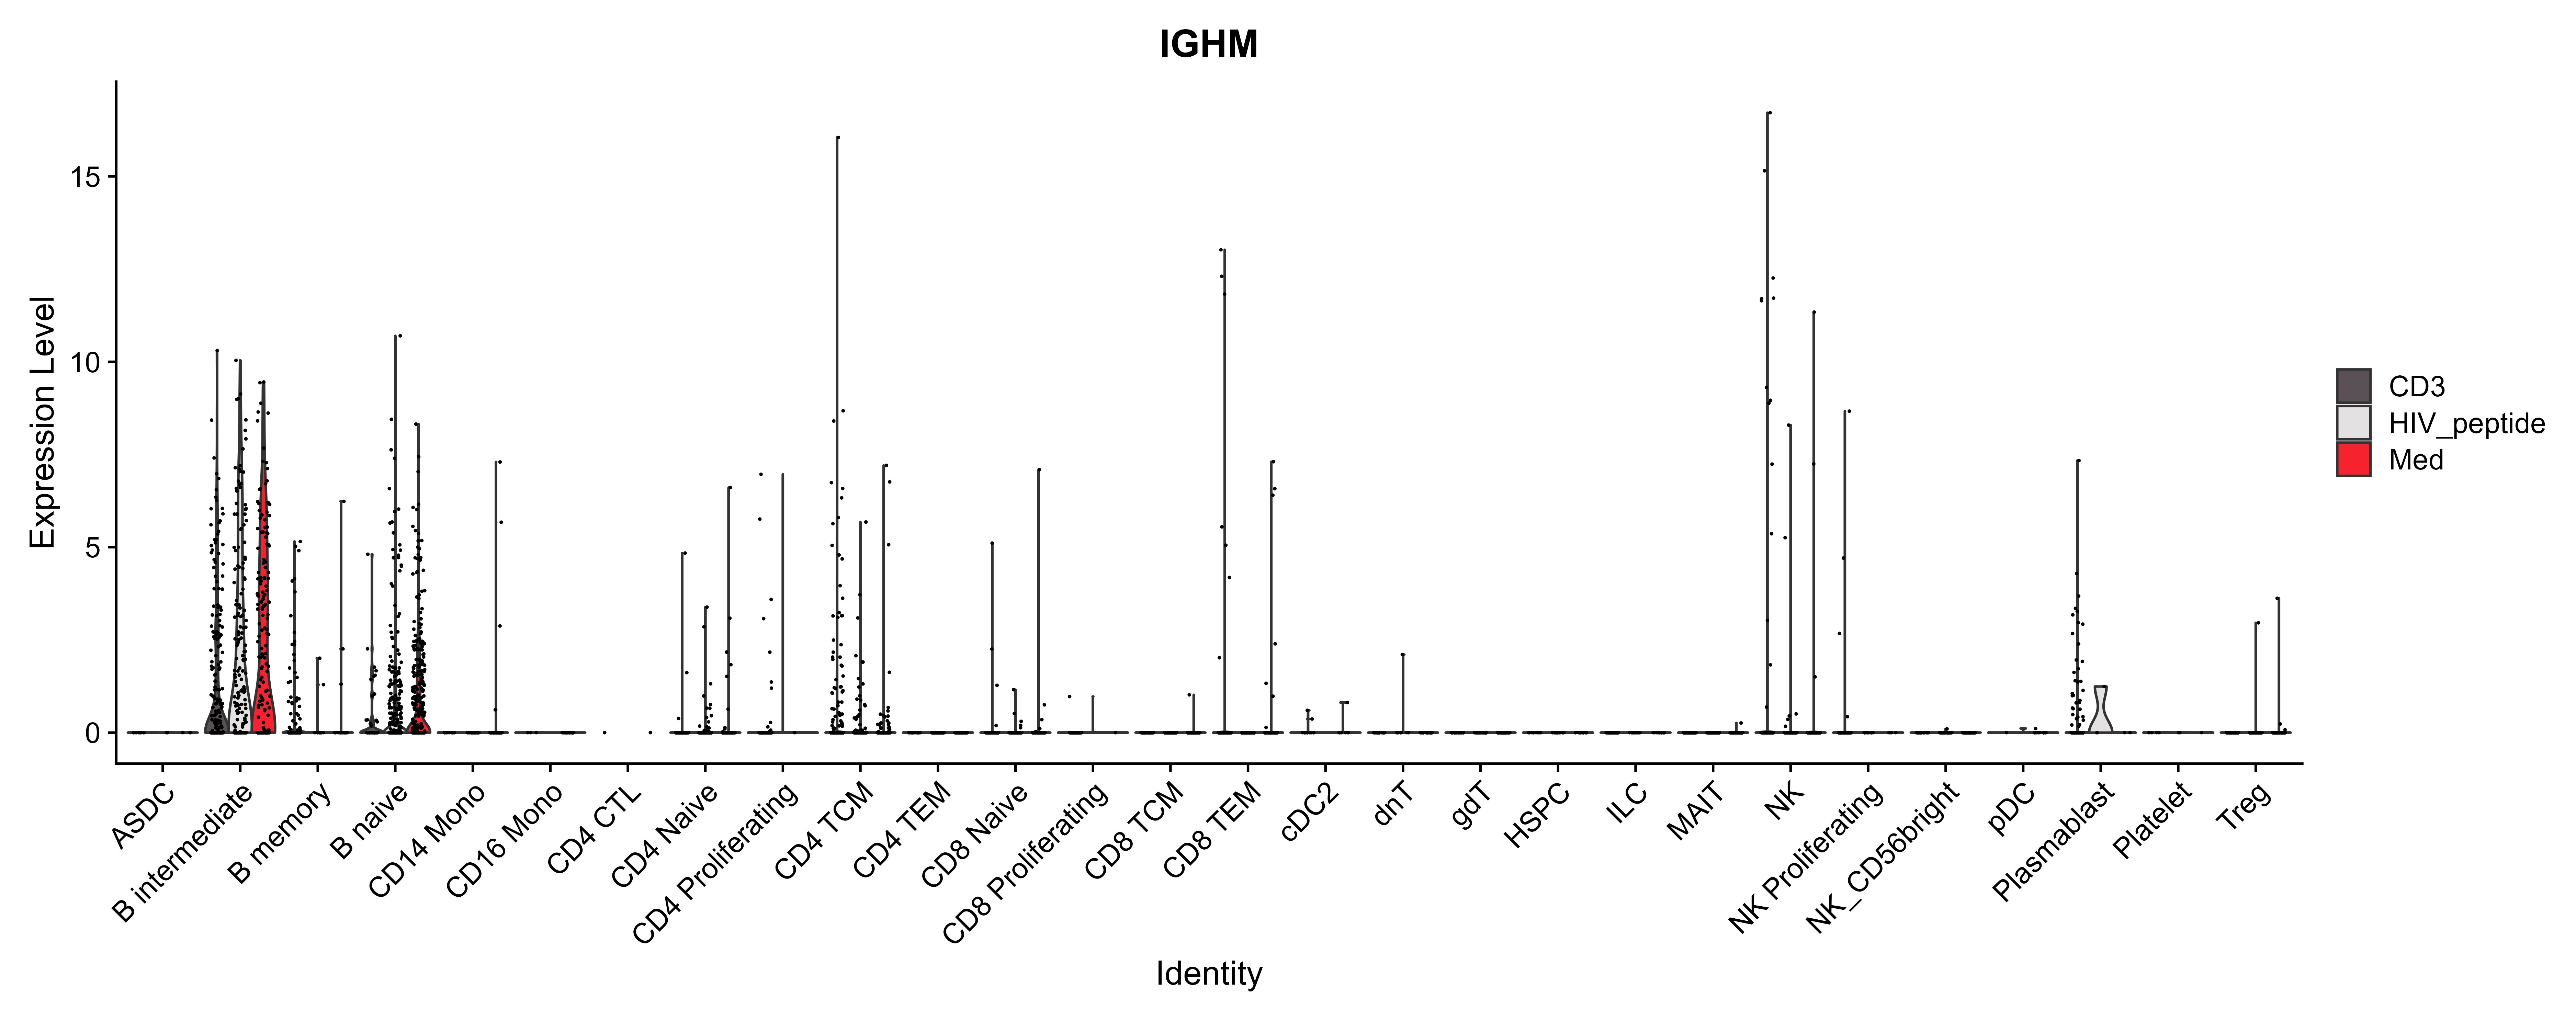 IGHM
Expression Level
15
10
5
0
CD3
HIV_peptide
Med
ASDC
B intermediate
B memory
B naive
CD14 Mono
CD16 Mono
CD4 CTL
CD4 Naive
CD4 Proliferating
CD4 TCM
CD4 TEM
CD8 Naive
CD8 Proliferating
CD8 TCM
CD8 TEM
cDC2
dnT
gdT
HSPC
ILC
MAIT
NK
NK Proliferating
NK_CD56bright
pDC
Plasmablast
Platelet
Treg
Identity